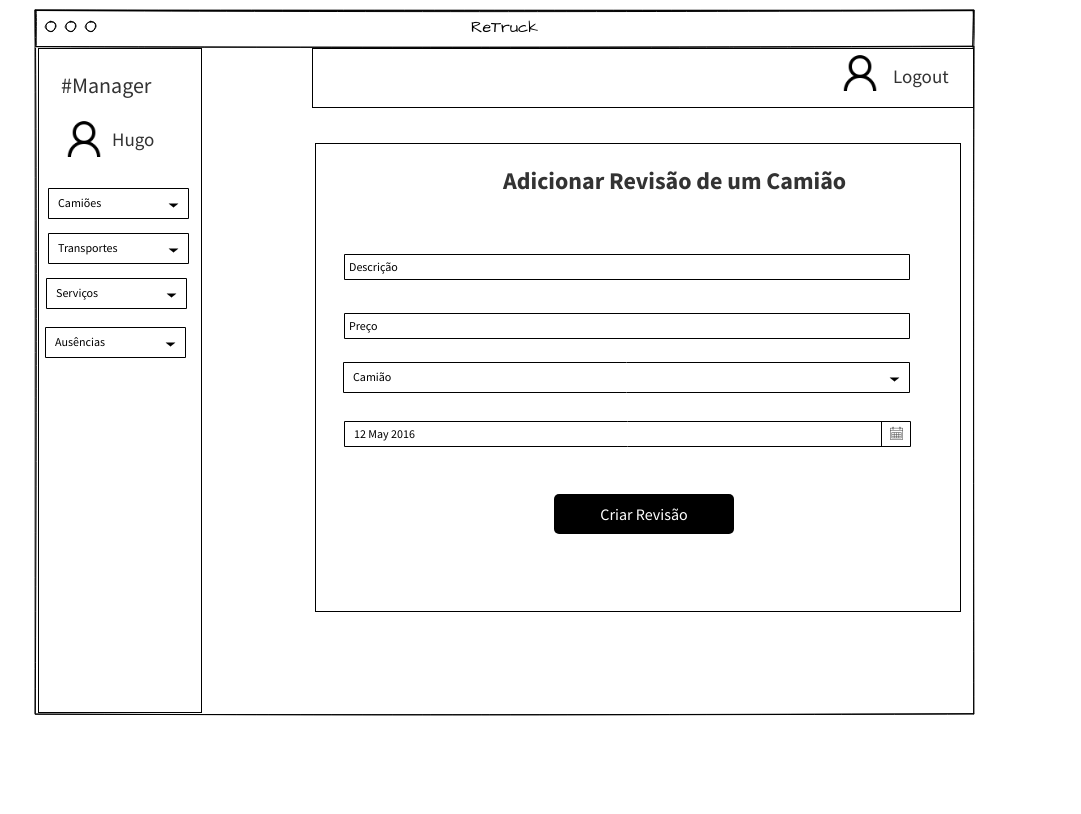 ReTruck
#Manager
Hugo
Camiões
Transportes
Serviços
Ausências
Logout
Adicionar Revisão de um Camião
Descrição
Preço
Camião
12 May 2016
Criar Revisão